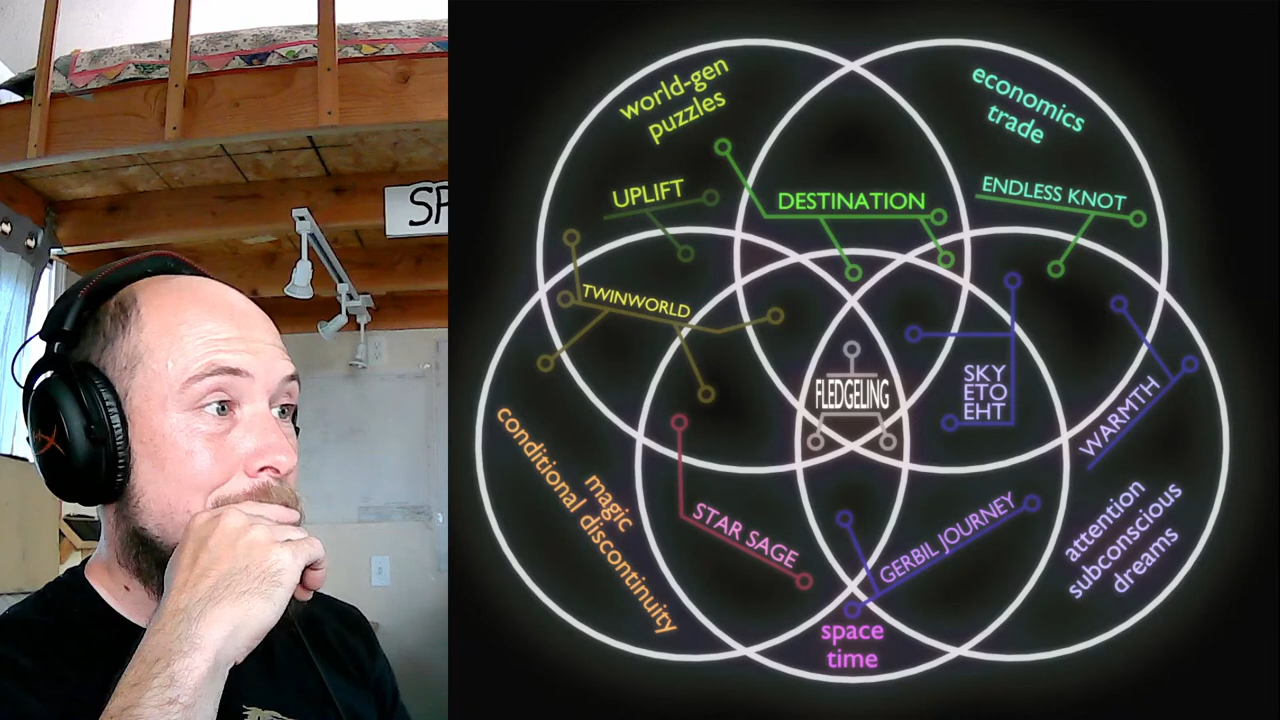 SP
world-gen
puzzles
economics
trade
UPLIFT
DESTINATION
ENDLESS KNOT
TWINWORLD
FLEDGELING
SKY
ETO
EHT
WARMTH
magic
conditional discontinuity
STAR SAGE
GERBIL JOURNEY
attention
subconscious
dreams
space
time